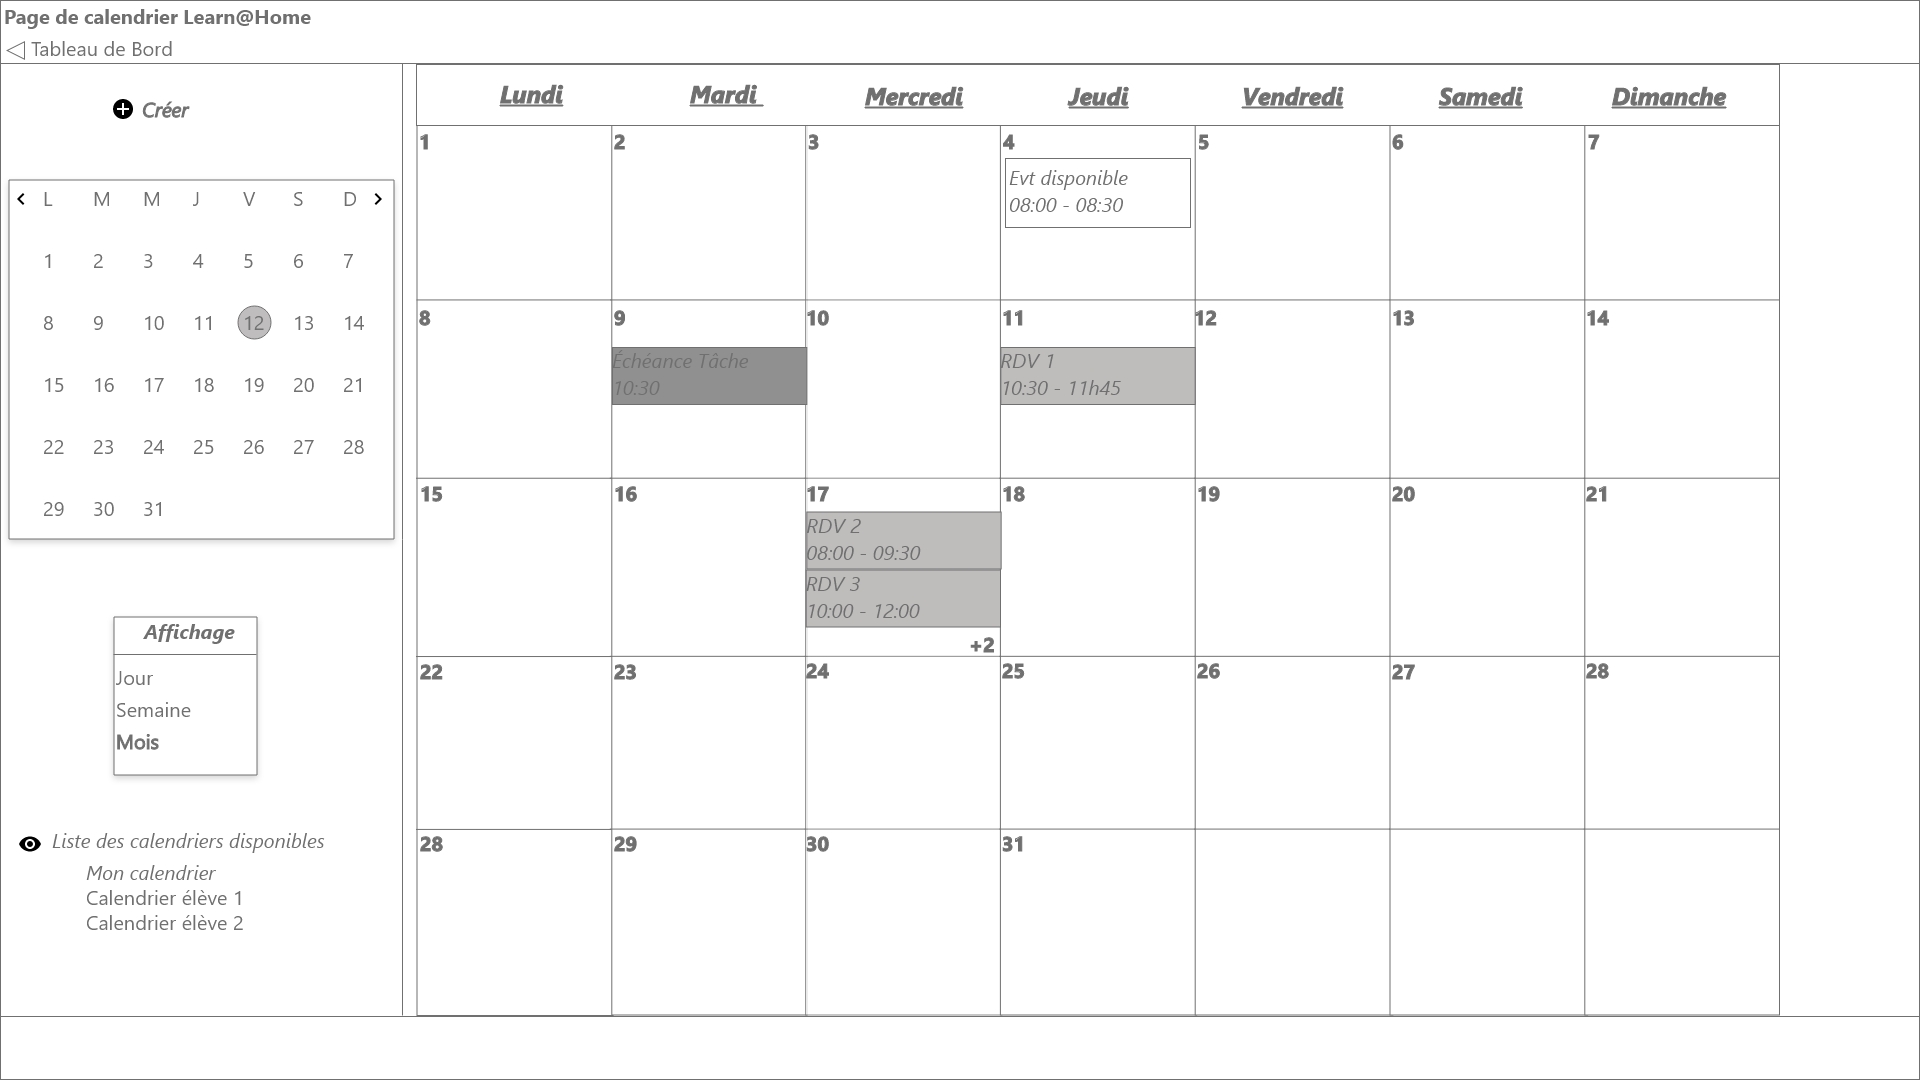 Page de calendrier Learn@Home
Tableau de Bord
Créer
L M M J V S D
1 2 3 4 5 6 7
8 9 10 11 12 13 14
15 16 17 18 19 20 21
22 23 24 25 26 27 28
29 30 31
Affichage
Jour
Semaine
Mois
Liste des calendriers disponibles
Mon calendrier
Calendrier élève 1
Calendrier élève 2
Lundi Mardi Mercredi Jeudi Vendredi Samedi Dimanche
1 2 3 4 5 6 7
Evt disponible
08:00 - 08:30
8 9 10 11 12 13 14
Échéance Tâche
10:30
RDV 1
10:30 - 11h45
15 16 17 18 19 20 21
RDV 2
08:00 - 09:30
RDV 3
10:00 - 12:00
+2
22 23 24 25 26 27 28
28 29 30 31